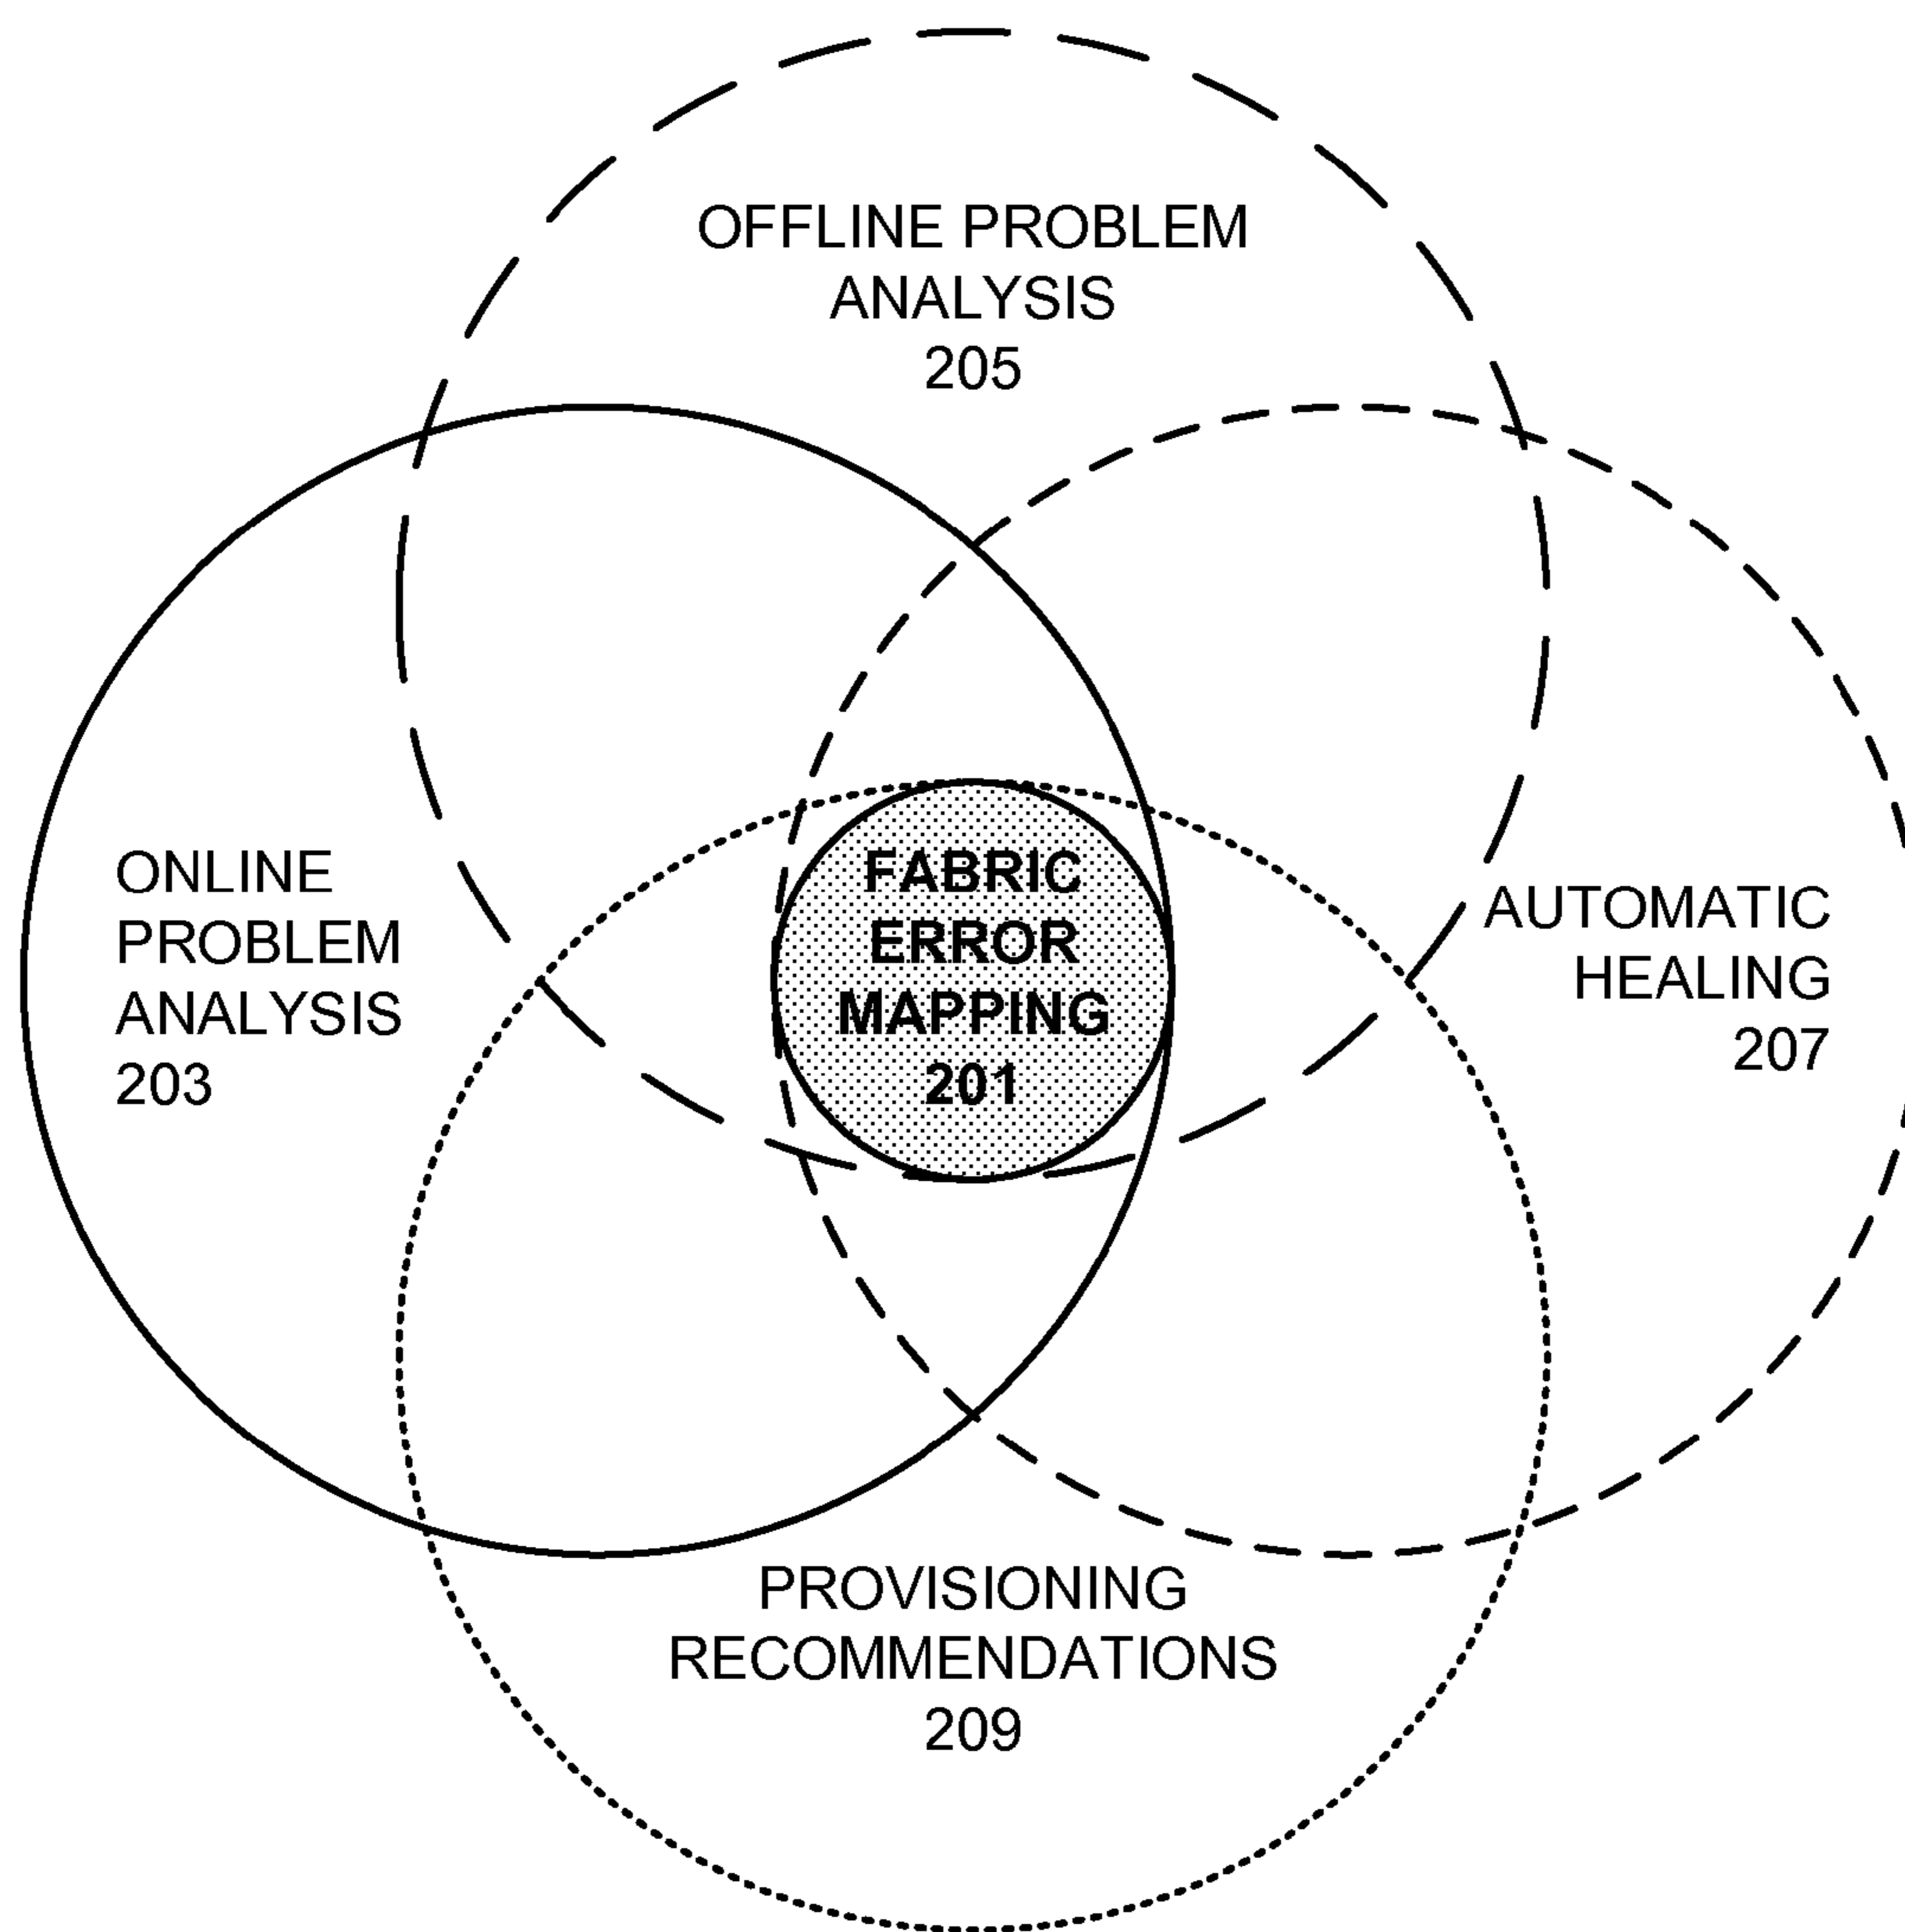 OFFLINE PROBLEM
ANALYSIS
205
ONLINE
PROBLEM
ANALYSIS
203
FABRIC
ERROR
MAPPING
201
AUTOMATIC
HEALING
207
PROVISIONING
RECOMMENDATIONS
209